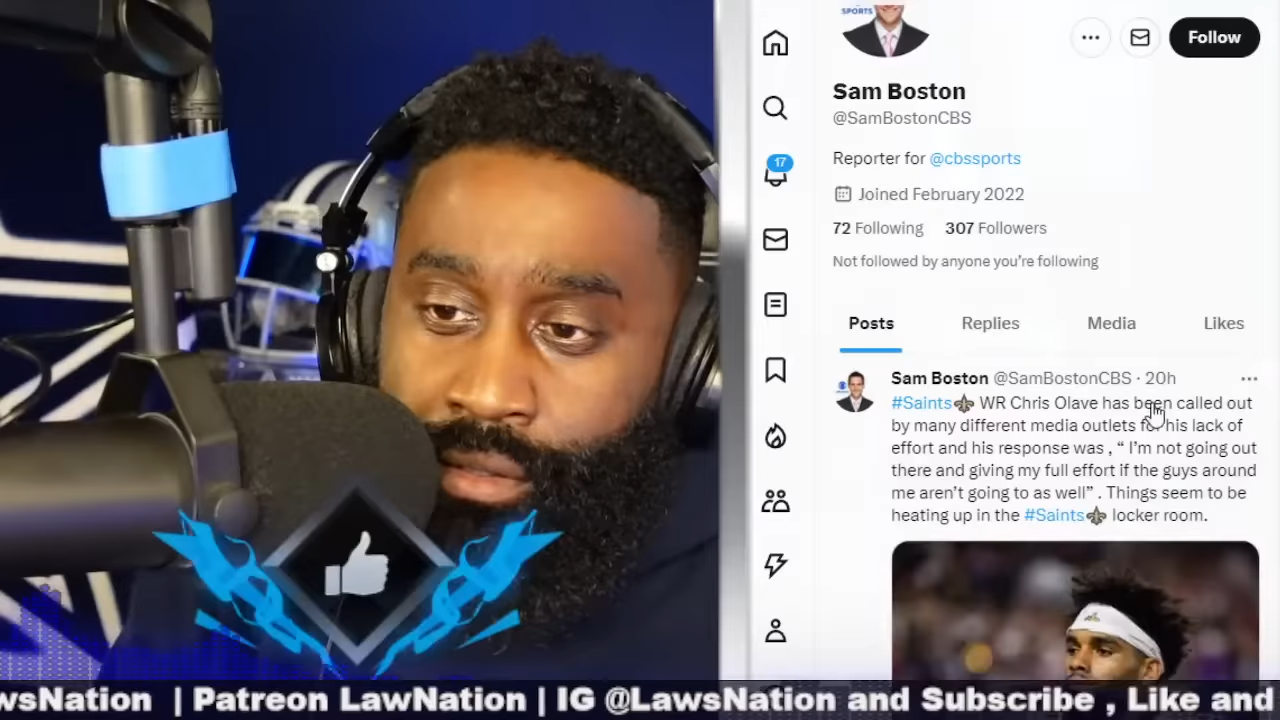 SPORTS
Follow
Sam Boston
@SamBostonCBS
Reporter for @cbssports
Joined February 2022
72 Following 307 Followers
Not followed by anyone you're following
17
Posts Replies Media Likes
Sam Boston @SamBostonCBS · 20h
#Saints WR Chris Olave has been called out
by many different media outlets for his lack of
effort and his response was , “ I'm not going out
there and giving my full effort if the guys around
me aren't going to as well” . Things seem to be
heating up in the #Saints locker room.
wsNation | Patreon LawNation | IG @LawsNation and Subscribe , Like and